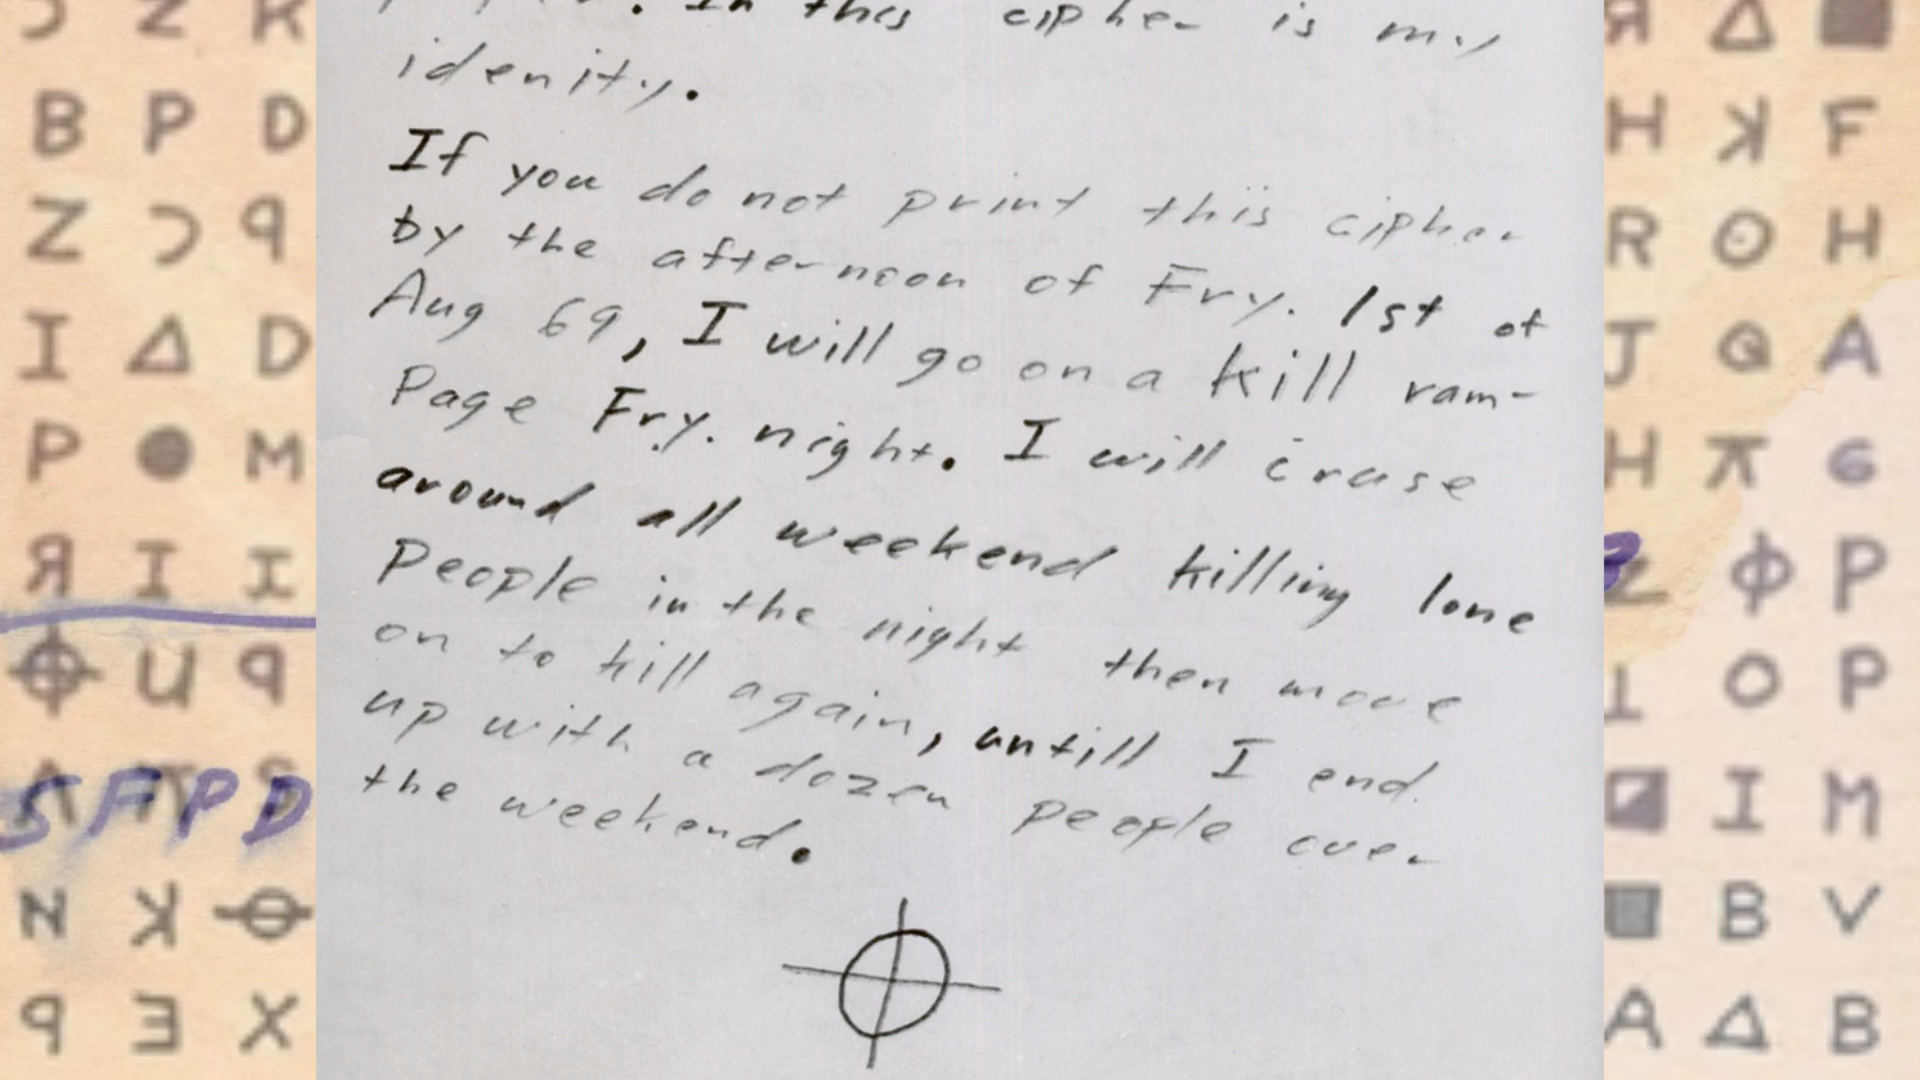 In this cipher is my
idenity.
If you do not print this cipher
by the afternoon of Fry. 1st of
Aug 69, I will go on a kill ram-
Page Fry. night. I will cruse
around all weekend killing lone
People in the night then move
on to kill again, untill I end
up with a dozen people over
the weekend.
B P D
Z Ɔ q
I Δ D
P ● M
Я I I
⌖ U q
SFPD
И ʞ ⊖
q Ǝ X
Я Δ ■
H ʞ F
R ⊙ H
J Q A
H π 6
Z Φ P
⊥ O P
◪ I M
■ B V
A Δ B